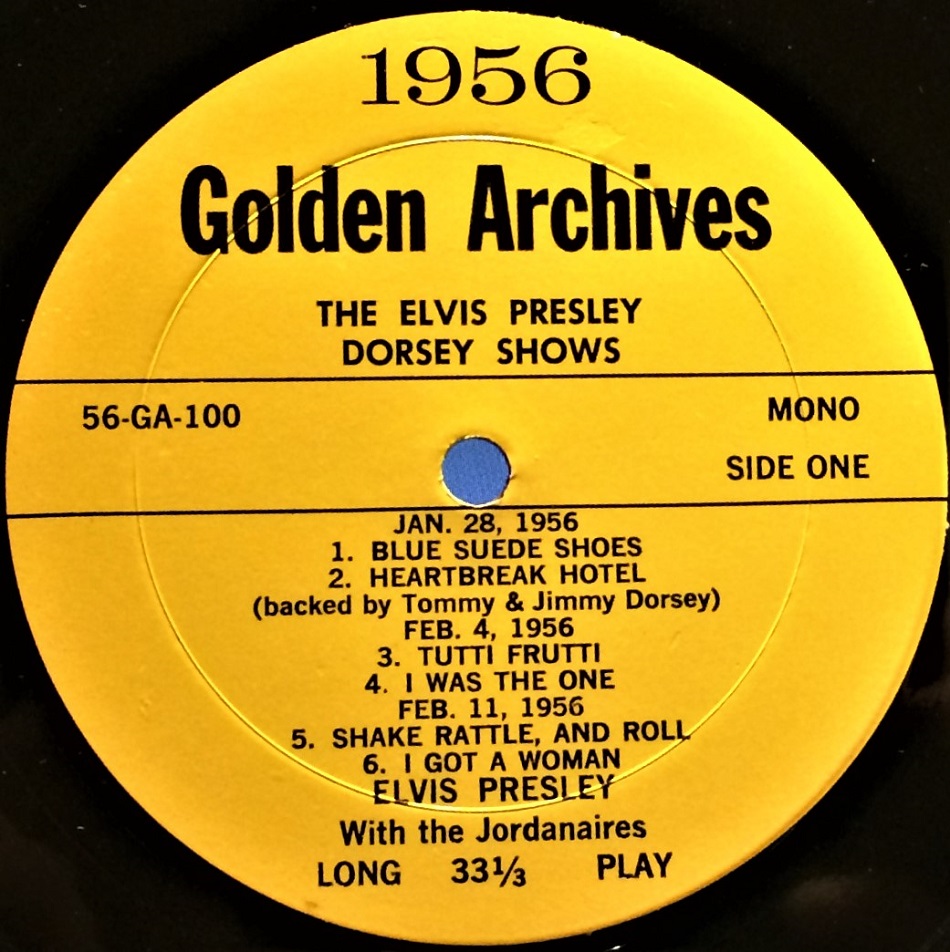 1956
Golden Archives
THE ELVIS PRESLEY
DORSEY SHOWS
56-GA-100
MONO
SIDE ONE
JAN. 28, 1956
1. BLUE SUEDE SHOES
2. HEARTBREAK HOTEL
(backed by Tommy & Jimmy Dorsey)
FEB. 4, 1956
3. TUTTI FRUTTI
4. I WAS THE ONE
FEB. 11, 1956
5. SHAKE RATTLE, AND ROLL
6. I GOT A WOMAN
ELVIS PRESLEY
With the Jordanaires
LONG 33⅓ PLAY